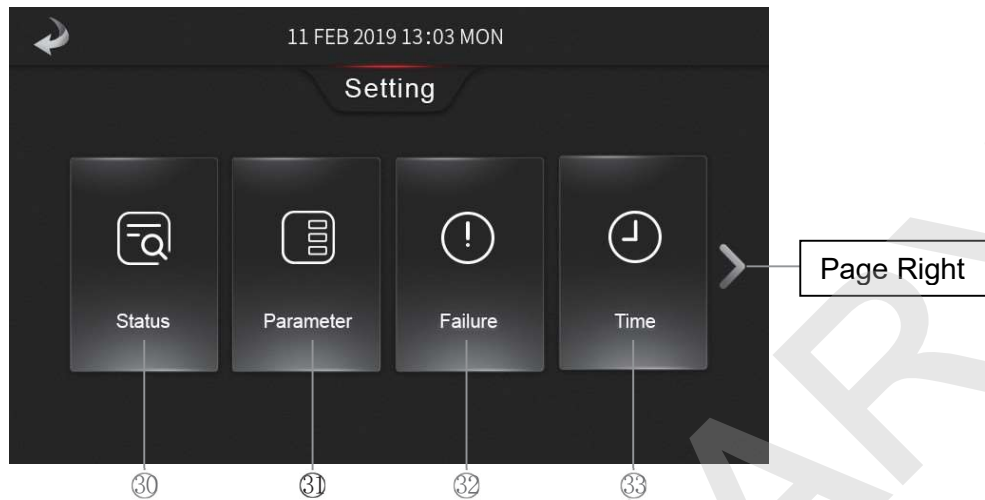 11 FEB 2019 13:03 MON
Setting
Status Parameter Failure Time
Page Right
㉚ ㉛ ㉜ ㉝